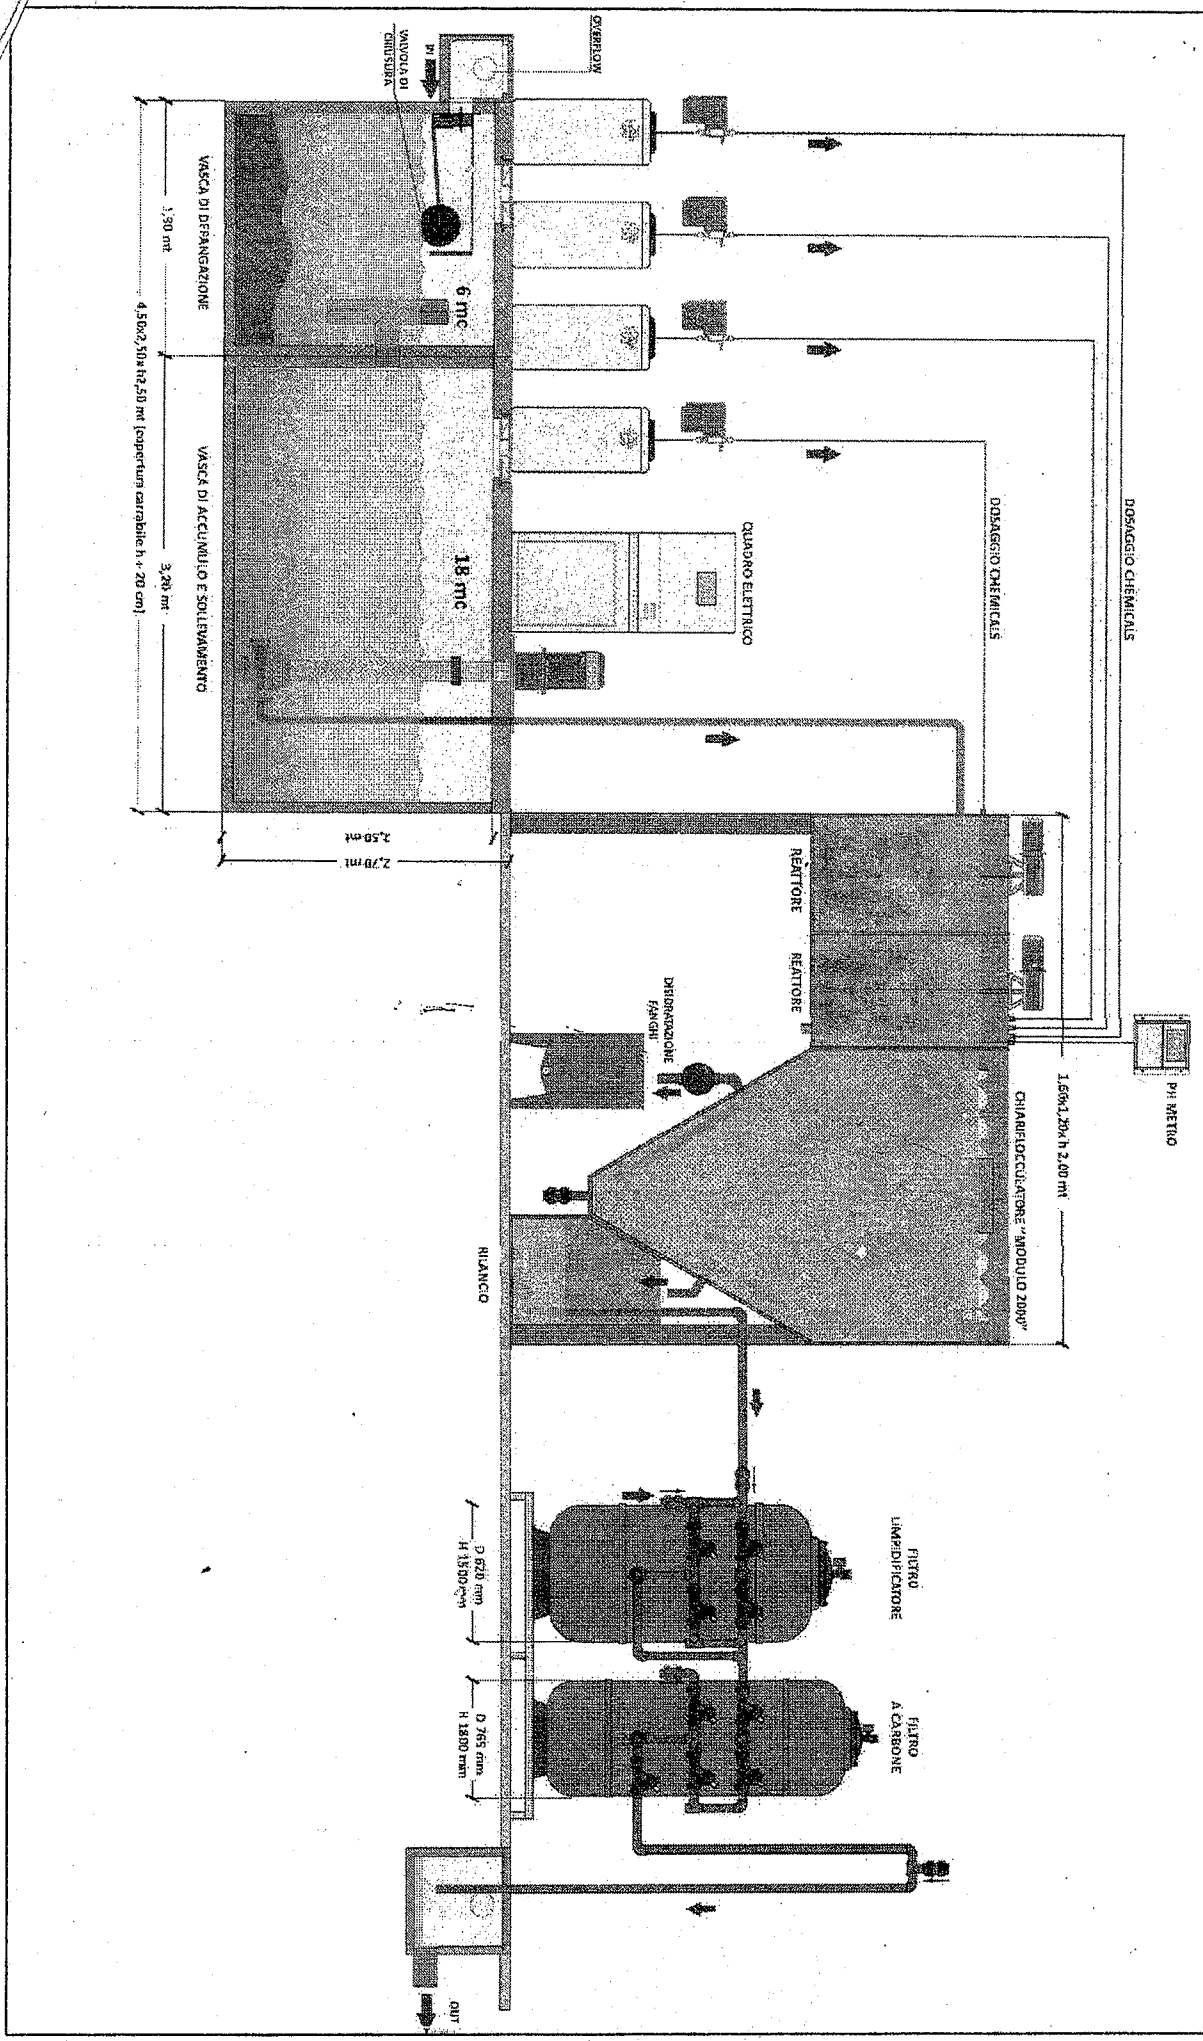 OVERFLOW
IN
VALVOLA DI
CHIUSURA
DOSAGGIO CHEMICALS
DOSAGGIO CHEMICALS
QUADRO ELETTRICO
6 mc
18 mc
VASCA DI DEFANGAZIONE
VASCA DI ACCUMULO E SOLLEVAMENTO
3,20 mt
4,50x2,50x h2,50 mt (copertura carrabile h + 20 cm)
2,50 mt
2,70 mt
PH METRO
1,60x1,20x h 2,00 mt
CHIARIFLOCCULATORE "MODULO 2000"
REATTORE
REATTORE
DISIDRATAZIONE
FANGHI
RILANCIO
FILTRO
LIMPIDIFICATORE
FILTRO
A CARBONE
D 620 mm
H 1500 mm
D 765 mm
H 1800 mm
OUT